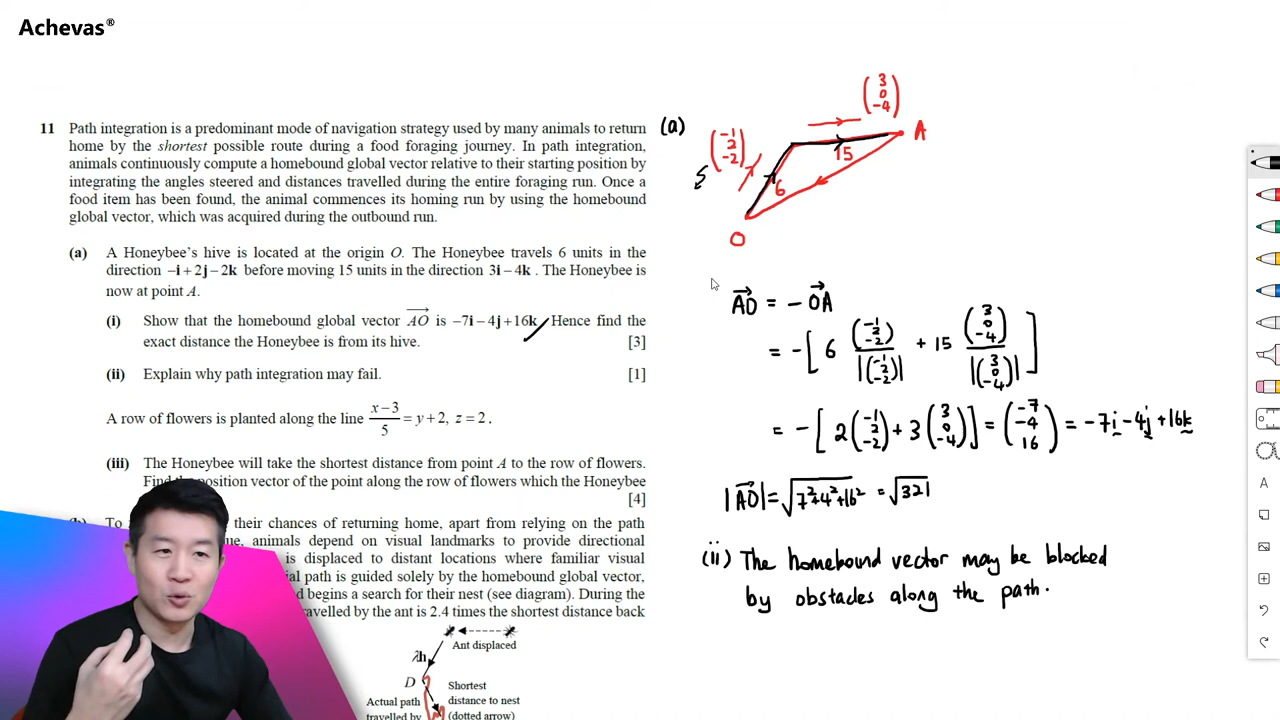 Achevas®
11 Path integration is a predominant mode of navigation strategy used by many animals to return
home by the shortest possible route during a food foraging journey. In path integration,
animals continuously compute a homebound global vector relative to their starting position by
integrating the angles steered and distances travelled during the entire foraging run. Once a
food item has been found, the animal commences its homing run by using the homebound
global vector, which was acquired during the outbound run.
(a) A Honeybee's hive is located at the origin O. The Honeybee travels 6 units in the
direction −i + 2j − 2k before moving 15 units in the direction 3i − 4k. The Honeybee is
now at point A.
(i) Show that the homebound global vector AO is −7i − 4j + 16k. Hence find the
exact distance the Honeybee is from its hive. [3]
(ii) Explain why path integration may fail. [1]
A row of flowers is planted along the line (x−3)/5 = y + 2, z = 2.
(iii) The Honeybee will take the shortest distance from point A to the row of flowers.
position vector of the point along the row of flowers which the Honeybee
[4]
(b) To
their chances of returning home, apart from relying on the path
animals depend on visual landmarks to provide directional
is displaced to distant locations where familiar visual
path is guided solely by the homebound global vector,
begins a search for their nest (see diagram). During the
travelled by the ant is 2.4 times the shortest distance back
Ant displaced
λh
D
Shortest
distance to nest
(dotted arrow)
Actual path
travelled by
(a)
(3 0 −4)
(−1 2 −2)
A
15
6
O
AO = − OA
= −[ 6 (−1 2 −2)/|(−1 2 −2)| + 15 (3 0 −4)/|(3 0 −4)| ]
= −[ 2 (−1 2 −2) + 3 (3 0 −4) ] = (−7 −4 16) = −7i − 4j + 16k
|AO| = √7²+4²+16² = √321
(ii) The homebound vector may be blocked
by obstacles along the path.
A